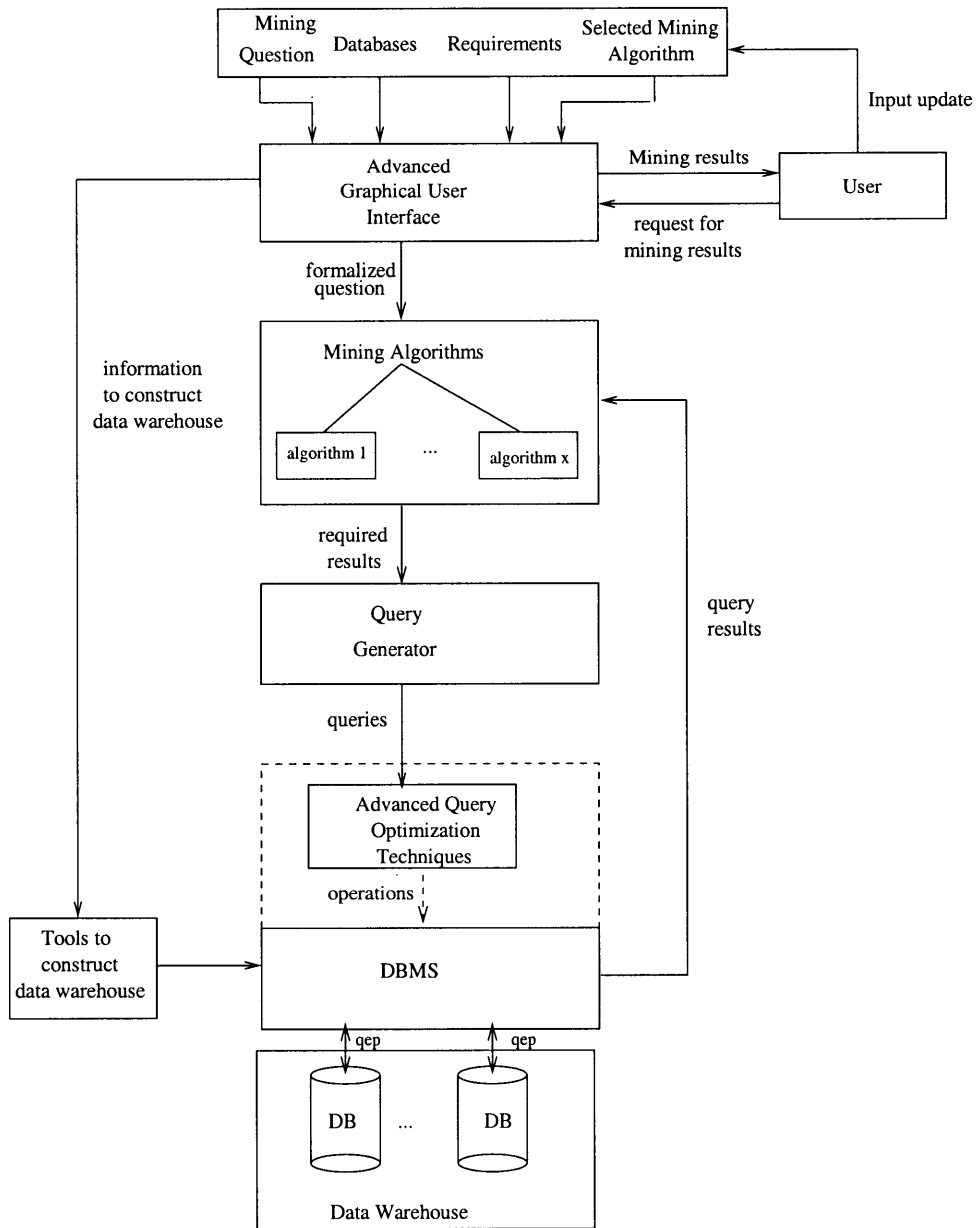 Mining
Question
Databases
Requirements
Selected Mining
Algorithm
Input update
Advanced
Graphical User
Interface
Mining results
User
request for
mining results
formalized
question
Mining Algorithms
algorithm 1
...
algorithm x
information
to construct
data warehouse
required
results
Query
Generator
query
results
queries
Advanced Query
Optimization
Techniques
operations
Tools to
construct
data warehouse
DBMS
qep
qep
DB
...
DB
Data Warehouse